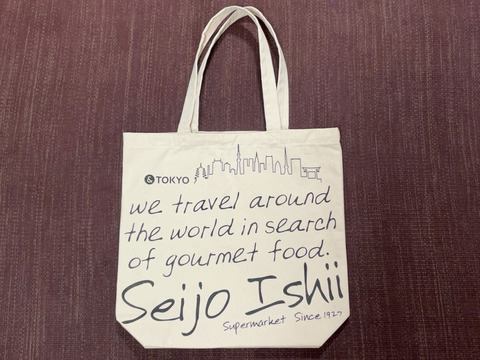 & TOKYO
we travel around
the world in search
of gourmet food.
Seijo Ishii
Supermarket Since 1927